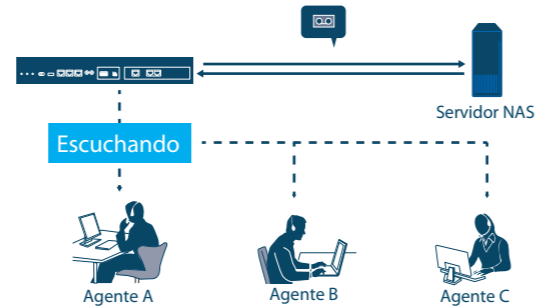 Servidor NAS
Escuchando
Agente A
Agente B
Agente C